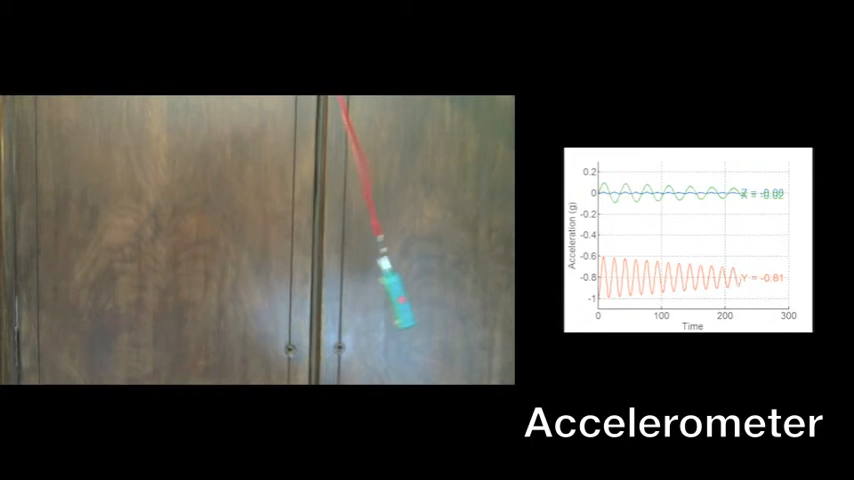 0.2
0
-0.2
-0.4
-0.6
-0.8
-1
Acceleration (g)
0
100
200
300
Time
Y = -0.81
Accelerometer